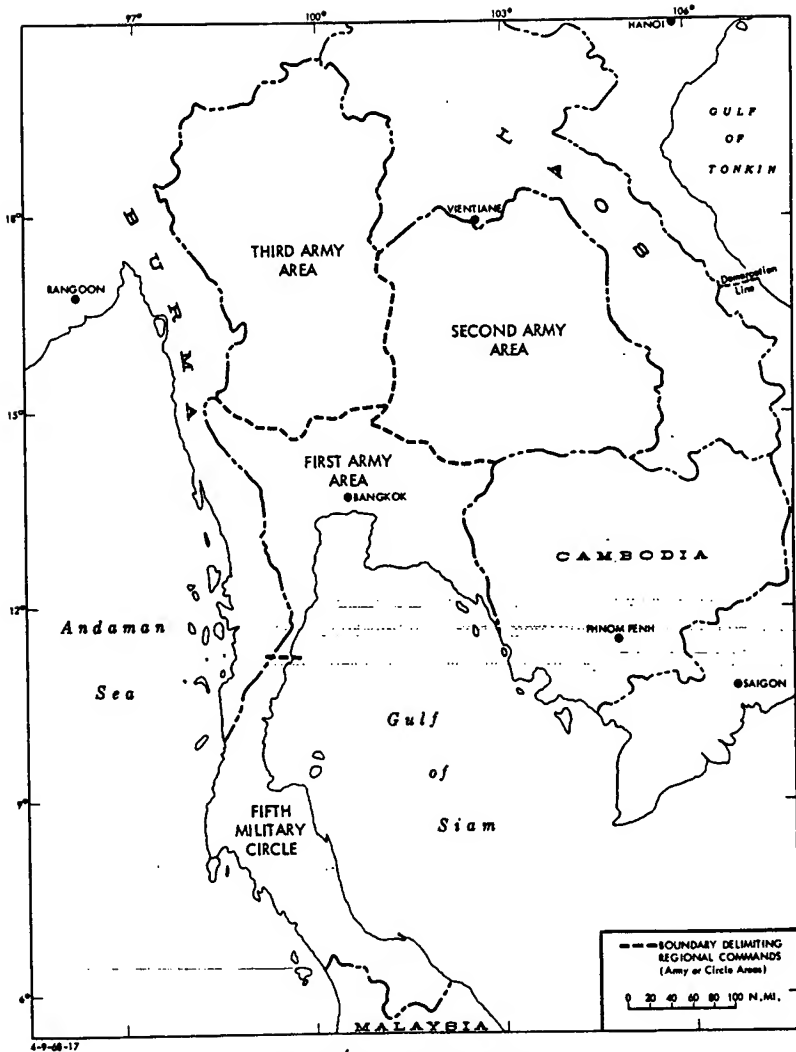 97° 100° 103° 106°
HANOI
GULF
OF
TONKIN
LAOS
18°
BURMA
VIENTIANE
THIRD ARMY
AREA
RANGOON
Demarcation
Line
SECOND ARMY
AREA
15°
FIRST ARMY
AREA
BANGKOK
CAMBODIA
12°
Andaman
Sea
PHNOM PENH
SAIGON
Gulf
of
Siam
9°
FIFTH
MILITARY
CIRCLE
BOUNDARY DELIMITING
REGIONAL COMMANDS
(Army or Circle Areas)
0 20 40 60 80 100 N.MI.
6°
MALAYSIA
4-9-68-17